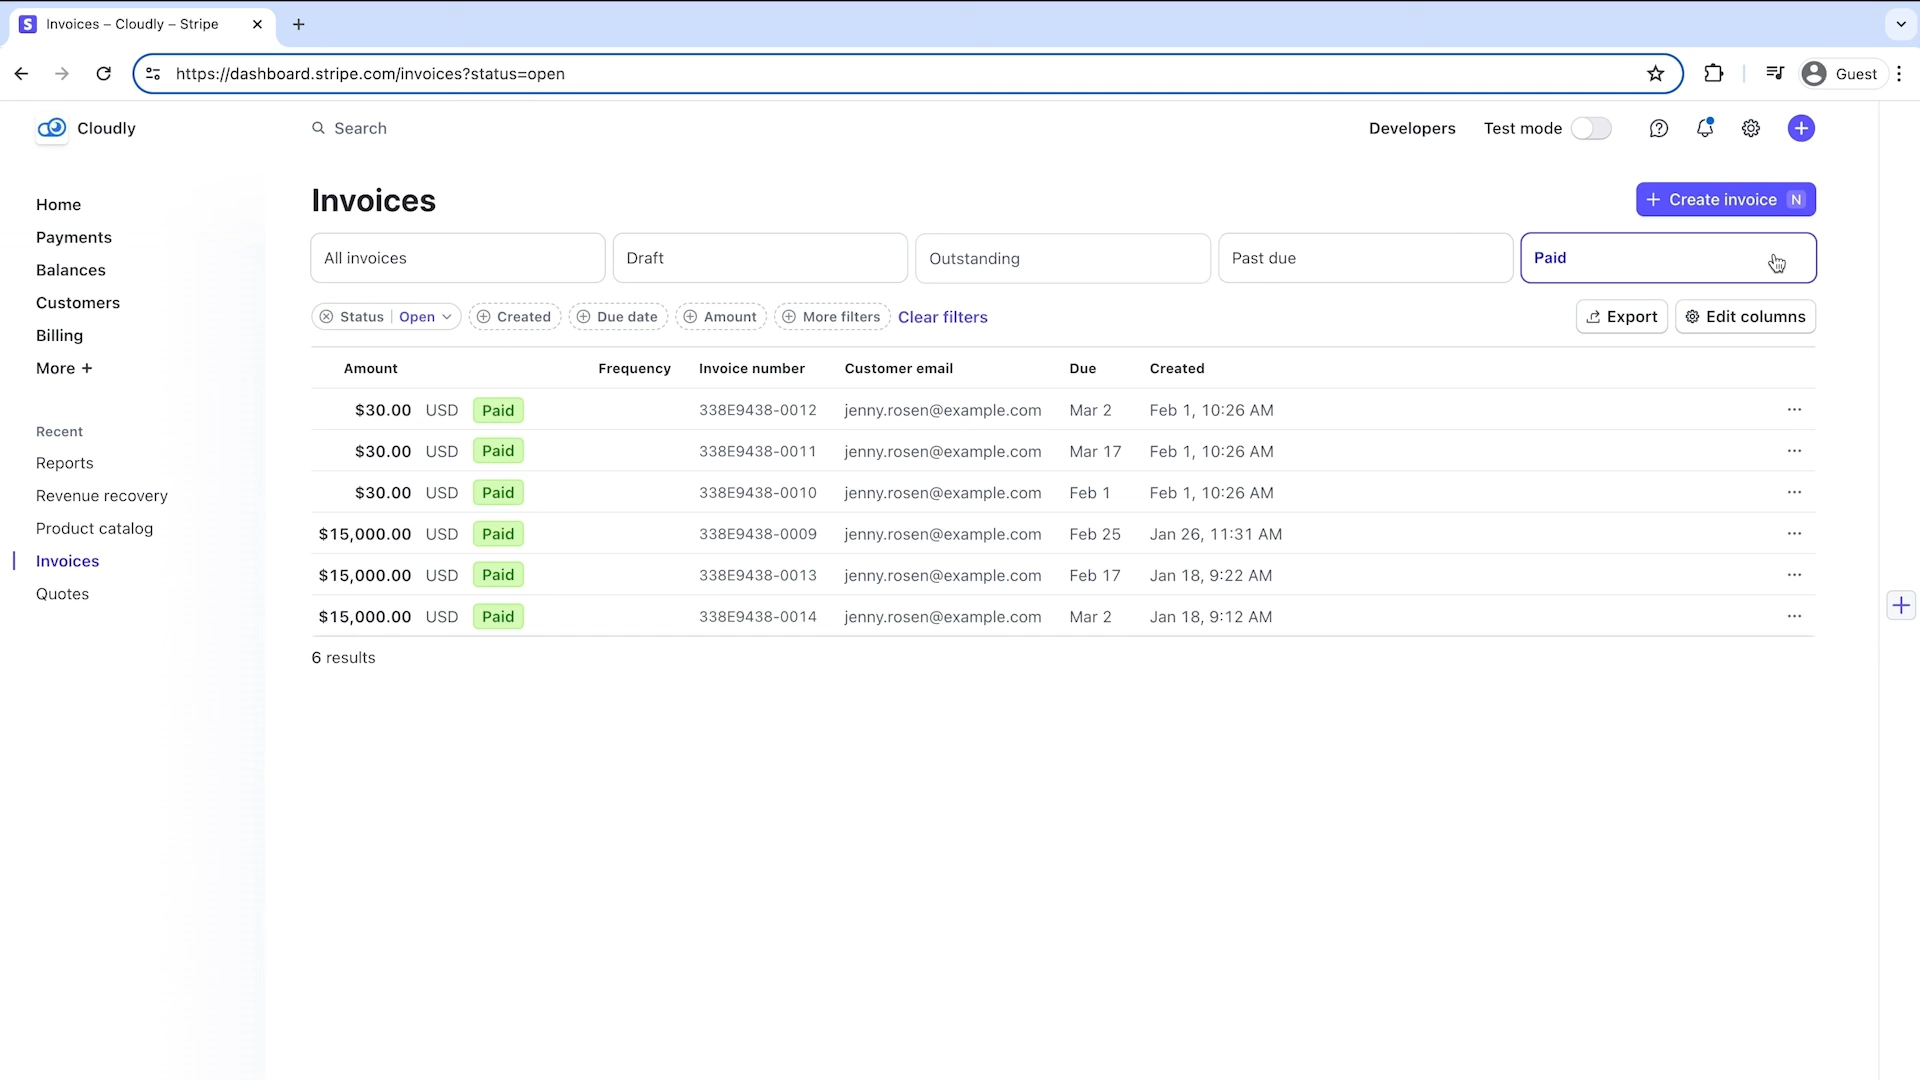 Invoices – Cloudly – Stripe
https://dashboard.stripe.com/invoices?status=open
Guest
Cloudly
Search
Developers
Test mode
Home
Payments
Balances
Customers
Billing
More +
Recent
Reports
Revenue recovery
Product catalog
Invoices
Quotes
Invoices
+ Create invoice N
All invoices
Draft
Outstanding
Past due
Paid
Status | Open
Created
Due date
Amount
More filters
Clear filters
Export
Edit columns
Amount Frequency Invoice number Customer email Due Created
$30.00 USD Paid 338E9438-0012 jenny.rosen@example.com Mar 2 Feb 1, 10:26 AM ···
$30.00 USD Paid 338E9438-0011 jenny.rosen@example.com Mar 17 Feb 1, 10:26 AM ···
$30.00 USD Paid 338E9438-0010 jenny.rosen@example.com Feb 1 Feb 1, 10:26 AM ···
$15,000.00 USD Paid 338E9438-0009 jenny.rosen@example.com Feb 25 Jan 26, 11:31 AM ···
$15,000.00 USD Paid 338E9438-0013 jenny.rosen@example.com Feb 17 Jan 18, 9:22 AM ···
$15,000.00 USD Paid 338E9438-0014 jenny.rosen@example.com Mar 2 Jan 18, 9:12 AM ···
6 results